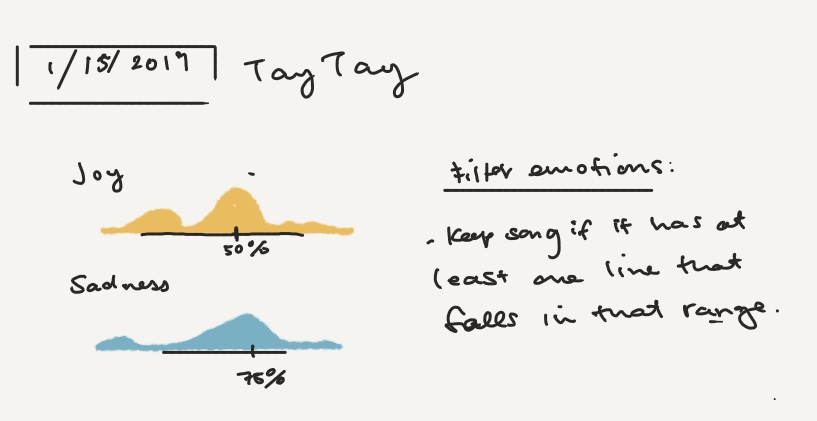 1/15/2019 TayTay
Joy
50%
Sadness
75%
Filter emotions:
- Keep song if it has at
least one line that
falls in that range.